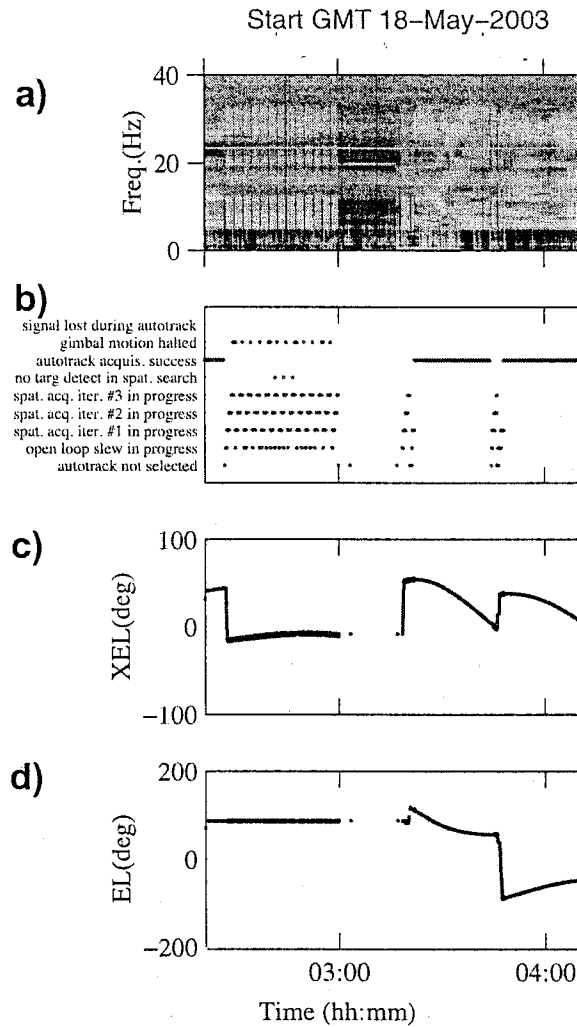 Start GMT 18-May-2003
a)
40
20
0
Freq.(Hz)
b)
signal lost during autotrack
gimbal motion halted
autotrack acquis. success
no targ detect in spat. search
spat. acq. iter. #3 in progress
spat. acq. iter. #2 in progress
spat. acq. iter. #1 in progress
open loop slew in progress
autotrack not selected
c)
100
0
-100
XEL(deg)
d)
200
0
-200
EL(deg)
03:00 04:00
Time (hh:mm)